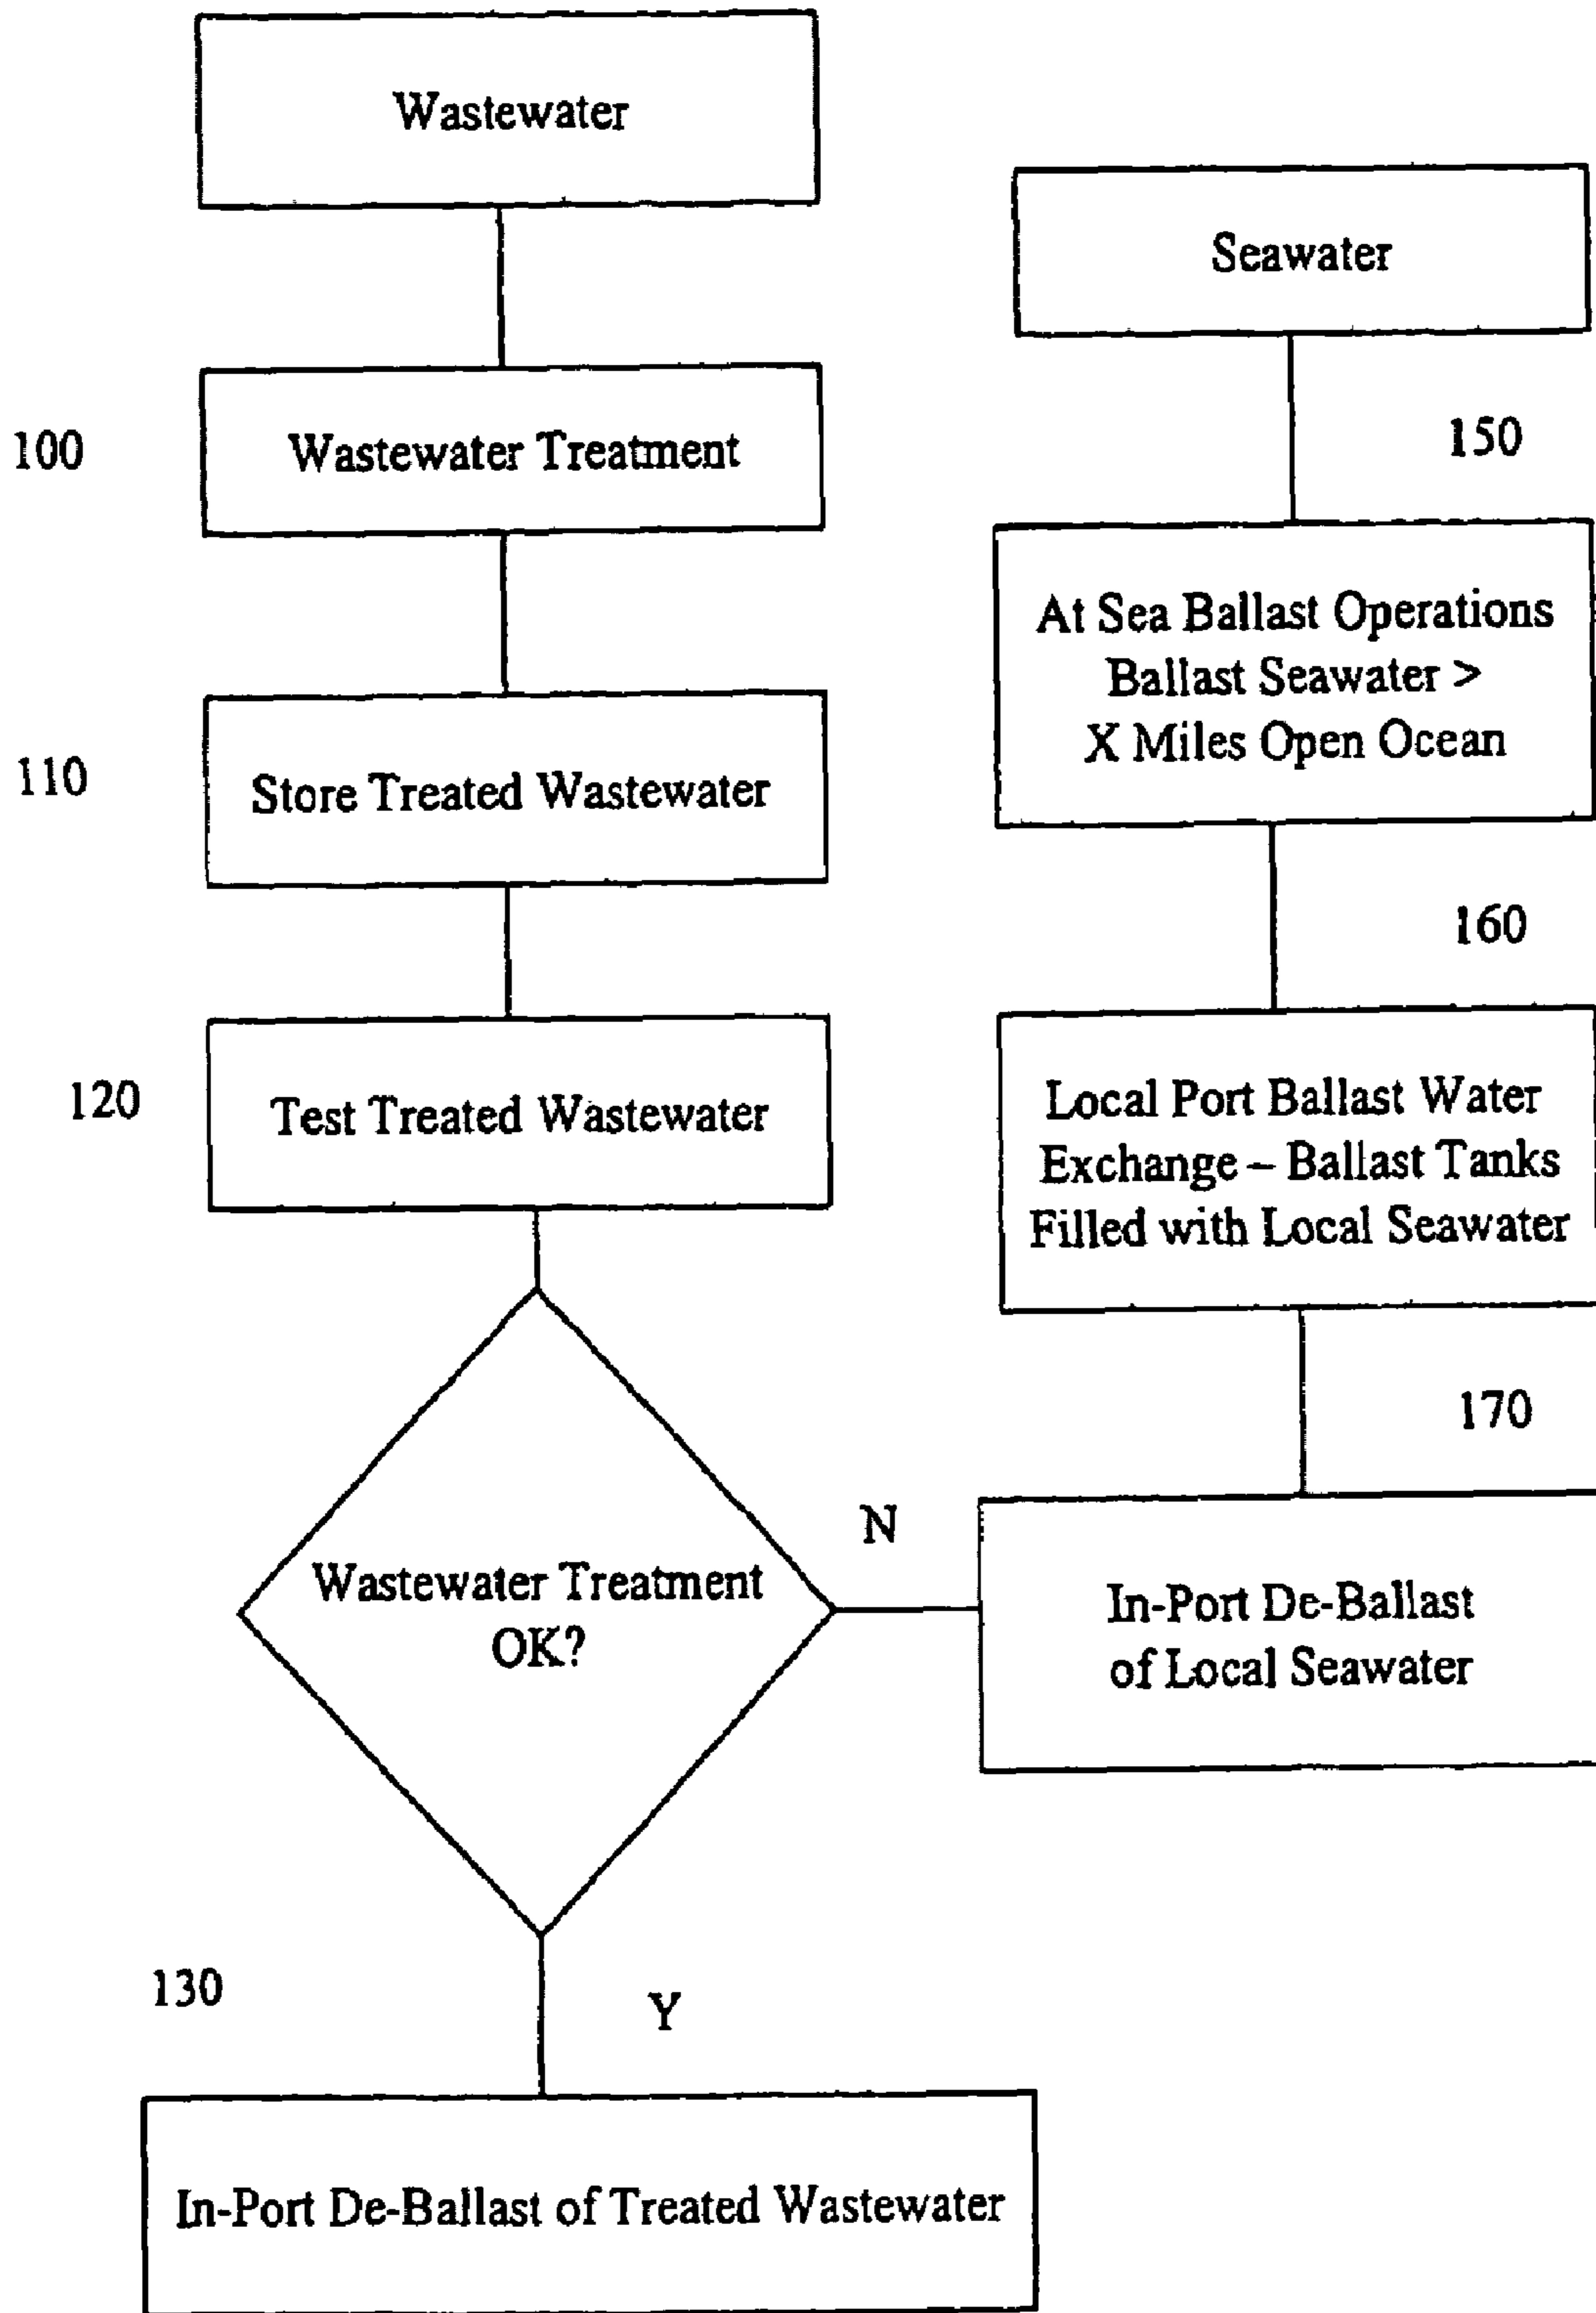 Wastewater
Seawater
100
Wastewater Treatment
150
At Sea Ballast Operations
Ballast Seawater >
X Miles Open Ocean
110
Store Treated Wastewater
160
120
Test Treated Wastewater
Local Port Ballast Water
Exchange – Ballast Tanks
Filled with Local Seawater
170
N
Wastewater Treatment
OK?
In-Port De-Ballast
of Local Seawater
130
Y
In-Port De-Ballast of Treated Wastewater